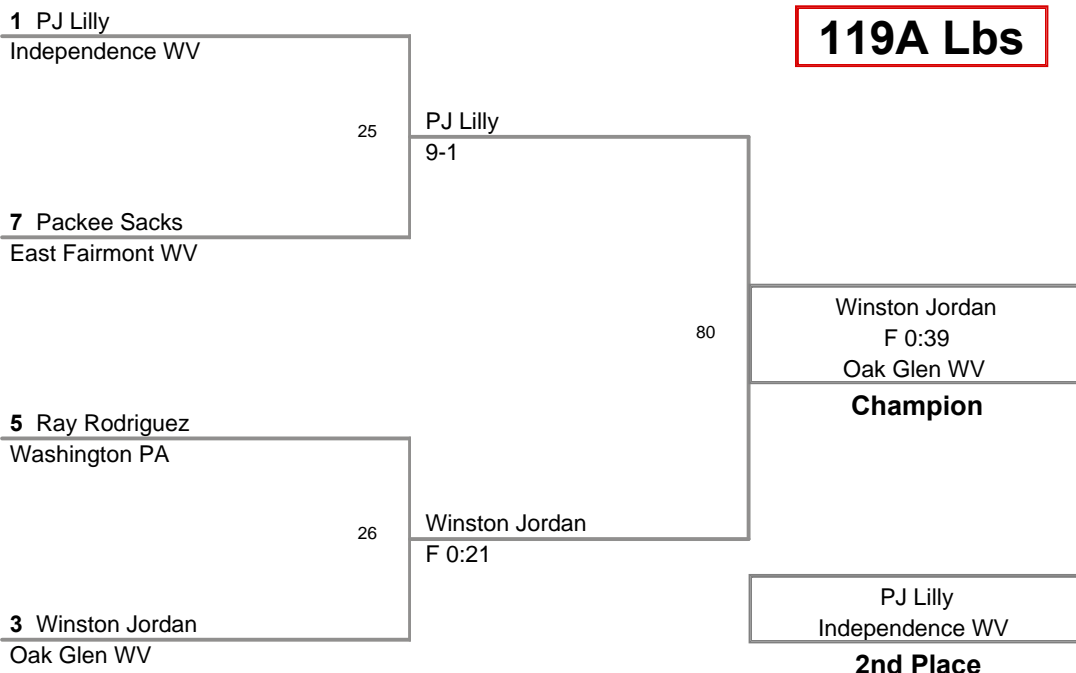 1 PJ Lilly
Independence WV
119A Lbs
25
PJ Lilly
9-1
7 Packee Sacks
East Fairmont WV
80
Winston Jordan
F 0:39
Oak Glen WV
Champion
5 Ray Rodriguez
Washington PA
26
Winston Jordan
F 0:21
3 Winston Jordan
Oak Glen WV
PJ Lilly
Independence WV
2nd Place